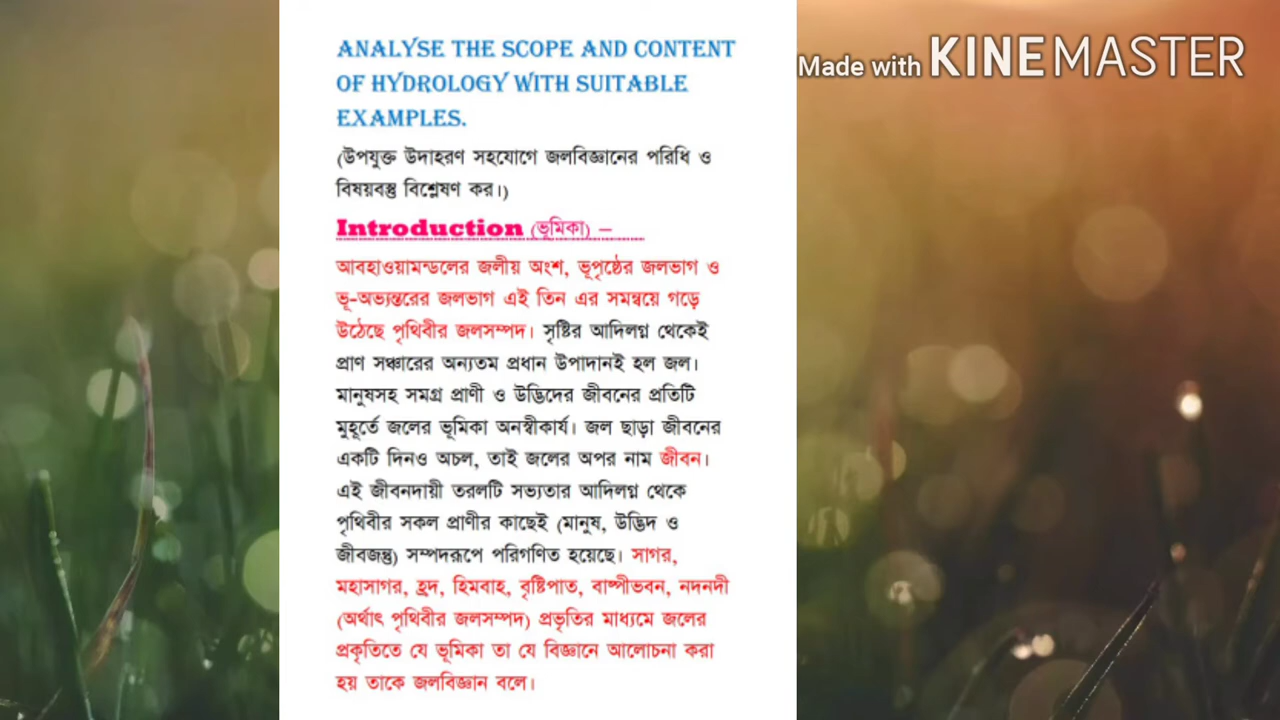 ANALYSE THE SCOPE AND CONTENT
OF HYDROLOGY WITH SUITABLE
EXAMPLES.
(উপযুক্ত উদাহরণ সহযোগে জলবিজ্ঞানের পরিধি ও
বিষয়বস্তু বিশ্লেষণ কর।)
Introduction (ভূমিকা) –
আবহাওয়ামন্ডলের জলীয় অংশ, ভূপৃষ্ঠের জলভাগ ও
ভূ-অভ্যন্তরের জলভাগ এই তিন এর সমন্বয়ে গড়ে
উঠেছে পৃথিবীর জলসম্পদ। সৃষ্টির আদিলগ্ন থেকেই
প্রাণ সঞ্চারের অন্যতম প্রধান উপাদানই হল জল।
মানুষসহ সমগ্র প্রাণী ও উদ্ভিদের জীবনের প্রতিটি
মুহূর্তে জলের ভূমিকা অনস্বীকার্য। জল ছাড়া জীবনের
একটি দিনও অচল, তাই জলের অপর নাম জীবন।
এই জীবনদায়ী তরলটি সভ্যতার আদিলগ্ন থেকে
পৃথিবীর সকল প্রাণীর কাছেই (মানুষ, উদ্ভিদ ও
জীবজন্তু) সম্পদরূপে পরিগণিত হয়েছে। সাগর,
মহাসাগর, হ্রদ, হিমবাহ, বৃষ্টিপাত, বাষ্পীভবন, নদনদী
(অর্থাৎ পৃথিবীর জলসম্পদ) প্রভৃতির মাধ্যমে জলের
প্রকৃতিতে যে ভূমিকা তা যে বিজ্ঞানে আলোচনা করা
হয় তাকে জলবিজ্ঞান বলে।
Made with KINEMASTER